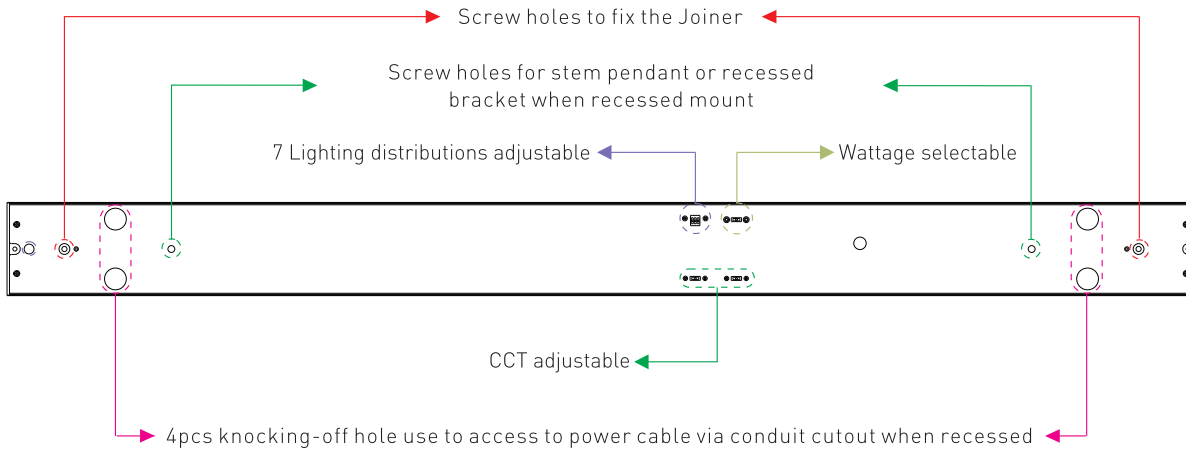 Screw holes to fix the Joiner
Screw holes for stem pendant or recessed
bracket when recessed mount
7 Lighting distributions adjustable
Wattage selectable
CCT adjustable
4pcs knocking-off hole use to access to power cable via conduit cutout when recessed